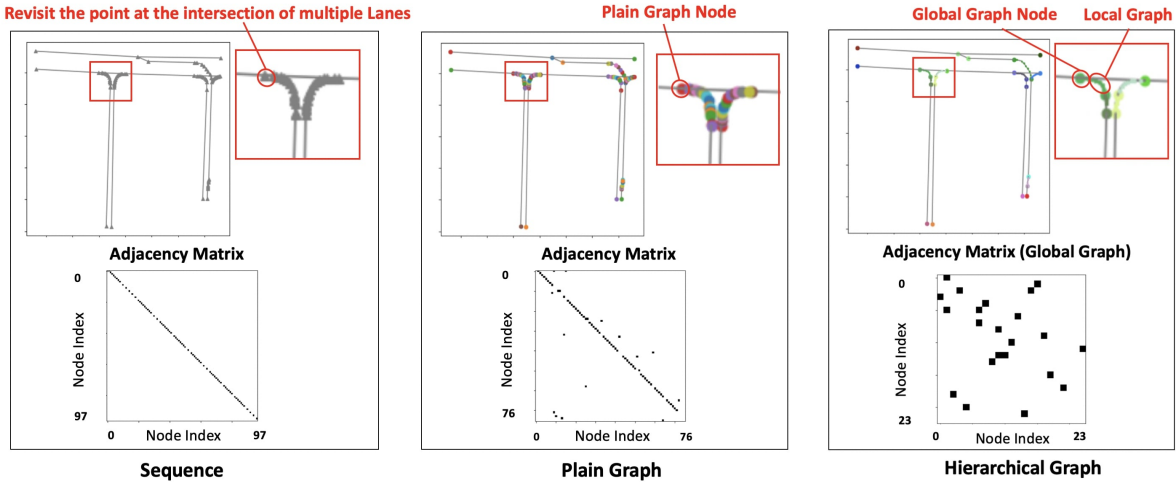 Revisit the point at the intersection of multiple Lanes
Plain Graph Node
Global Graph Node
Local Graph
Adjacency Matrix
0
Node Index
97
0
Node Index
97
Sequence
Adjacency Matrix
0
Node Index
76
0
Node Index
76
Plain Graph
Adjacency Matrix (Global Graph)
0
Node Index
23
0
Node Index
23
Hierarchical Graph